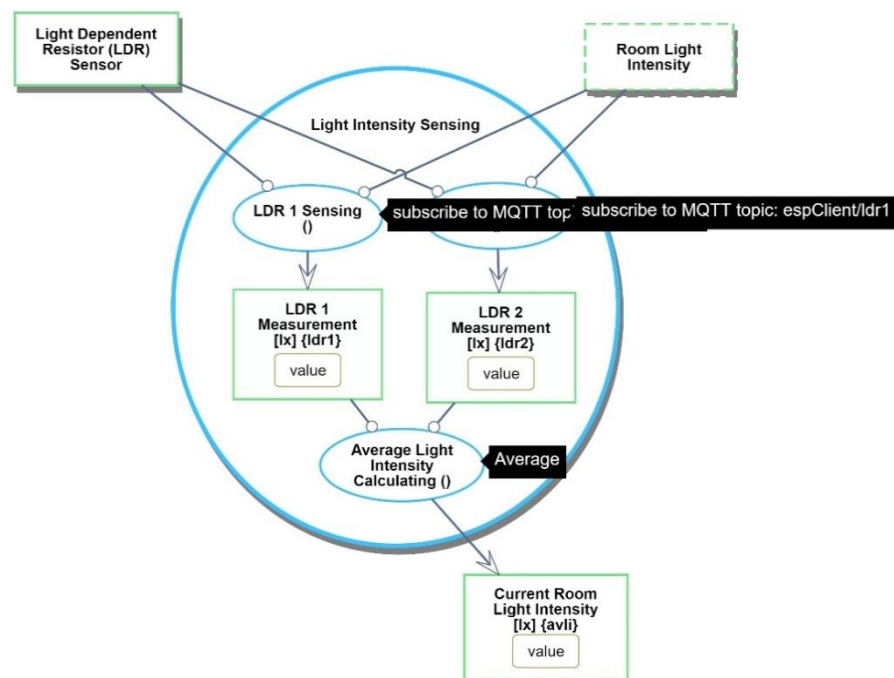 Light Dependent
Resistor (LDR)
Sensor
Room Light
Intensity
Light Intensity Sensing
LDR 1 Sensing
()
subscribe to MQTT
subscribe to MQTT topic: espClient/ldr1
LDR 1
Measurement
[lx] {ldr1}
value
LDR 2
Measurement
[lx] {ldr2}
value
Average Light
Intensity
Calculating ()
Average
Current Room
Light Intensity
[lx] {avli}
value